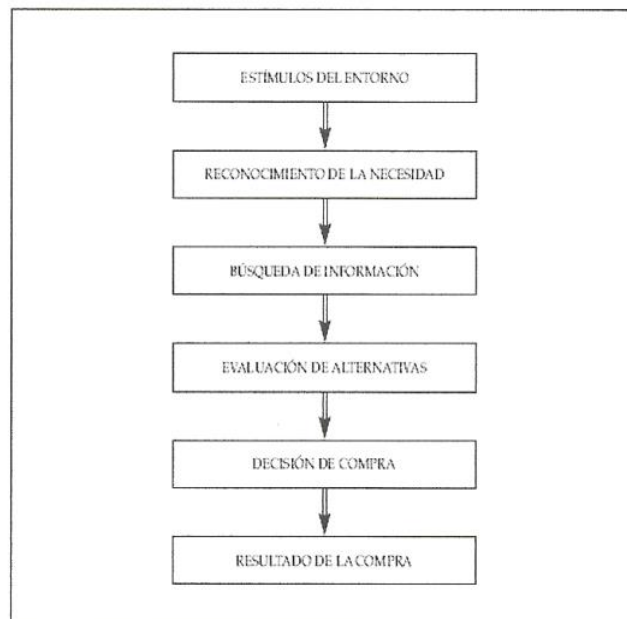 ESTÍMULOS DEL ENTORNO
RECONOCIMIENTO DE LA NECESIDAD
BÚSQUEDA DE INFORMACIÓN
EVALUACIÓN DE ALTERNATIVAS
DECISIÓN DE COMPRA
RESULTADO DE LA COMPRA